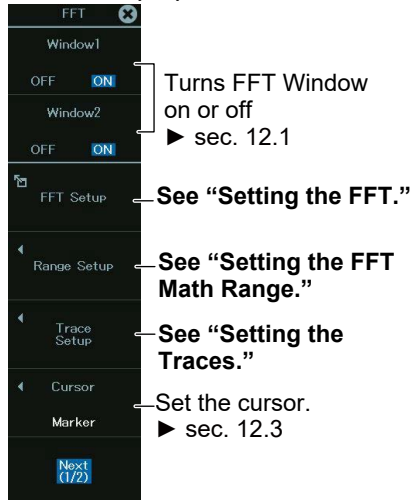 FFT
Window1
OFF ON
Window2
OFF ON
Turns FFT Window
on or off
► sec. 12.1
FFT Setup
See “Setting the FFT.”
Range Setup
See “Setting the FFT
Math Range.”
Trace
Setup
See “Setting the
Traces.”
Cursor
Marker
Set the cursor.
► sec. 12.3
Next
(1/2)